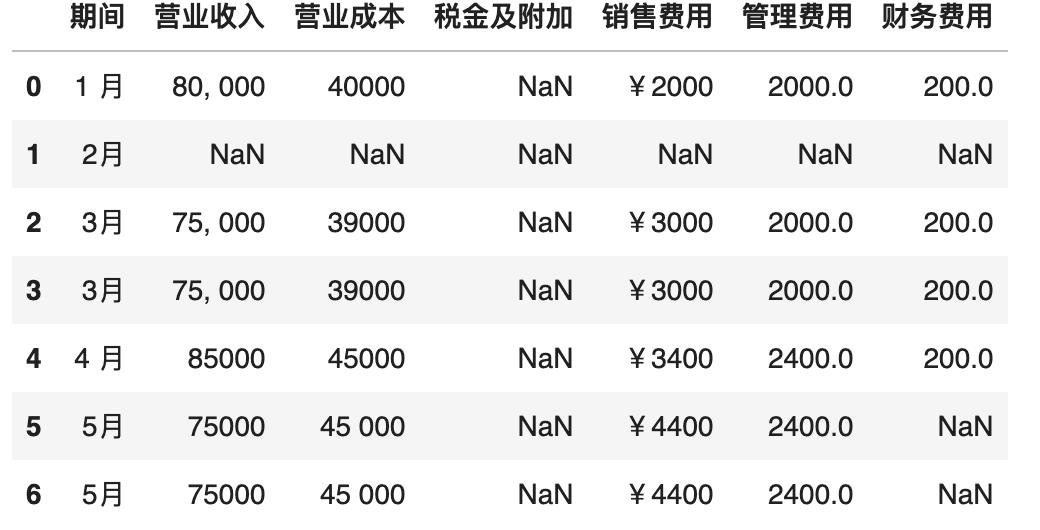 期间 营业收入 营业成本 税金及附加 销售费用 管理费用 财务费用
0 1 月 80, 000 40000 NaN ￥2000 2000.0 200.0
1 2月 NaN NaN NaN NaN NaN NaN
2 3月 75, 000 39000 NaN ￥3000 2000.0 200.0
3 3月 75, 000 39000 NaN ￥3000 2000.0 200.0
4 4 月 85000 45000 NaN ￥3400 2400.0 200.0
5 5月 75000 45 000 NaN ￥4400 2400.0 NaN
6 5月 75000 45 000 NaN ￥4400 2400.0 NaN